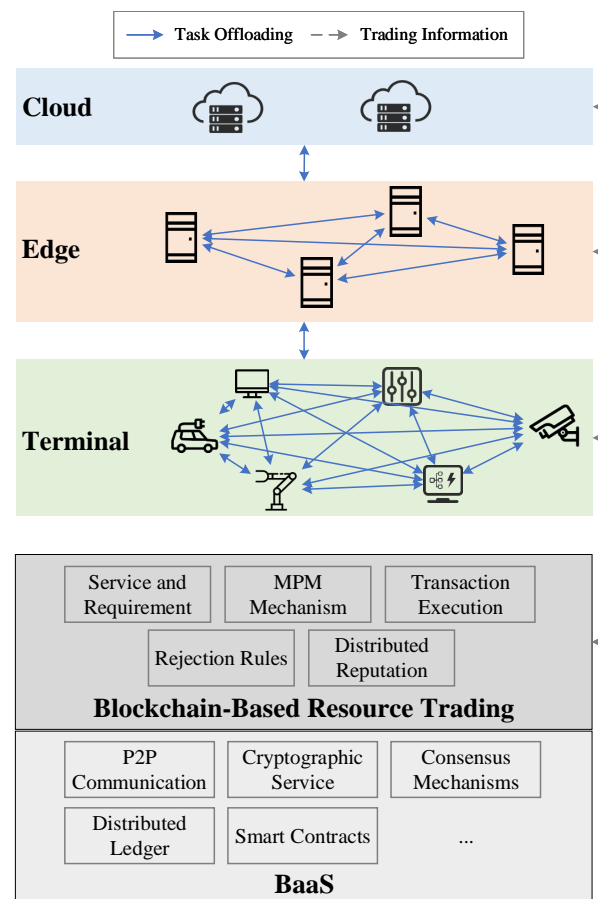 Task Offloading
Trading Information
Cloud
Edge
Terminal
Service and
Requirement
MPM
Mechanism
Transaction
Execution
Rejection Rules
Distributed
Reputation
Blockchain-Based Resource Trading
P2P
Communication
Cryptographic
Service
Consensus
Mechanisms
Distributed
Ledger
Smart Contracts
...
BaaS